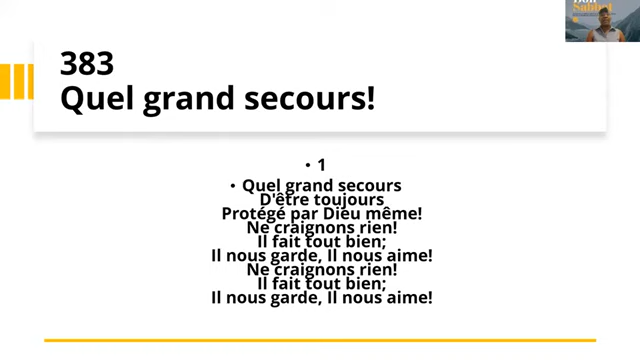 383
Quel grand secours!
Sabbat
• 1
• Quel grand secours
D'être toujours
Protégé par Dieu même!
Ne craignons rien!
Il fait tout bien;
Il nous garde, Il nous aime!
Ne craignons rien!
Il fait tout bien;
Il nous garde, Il nous aime!